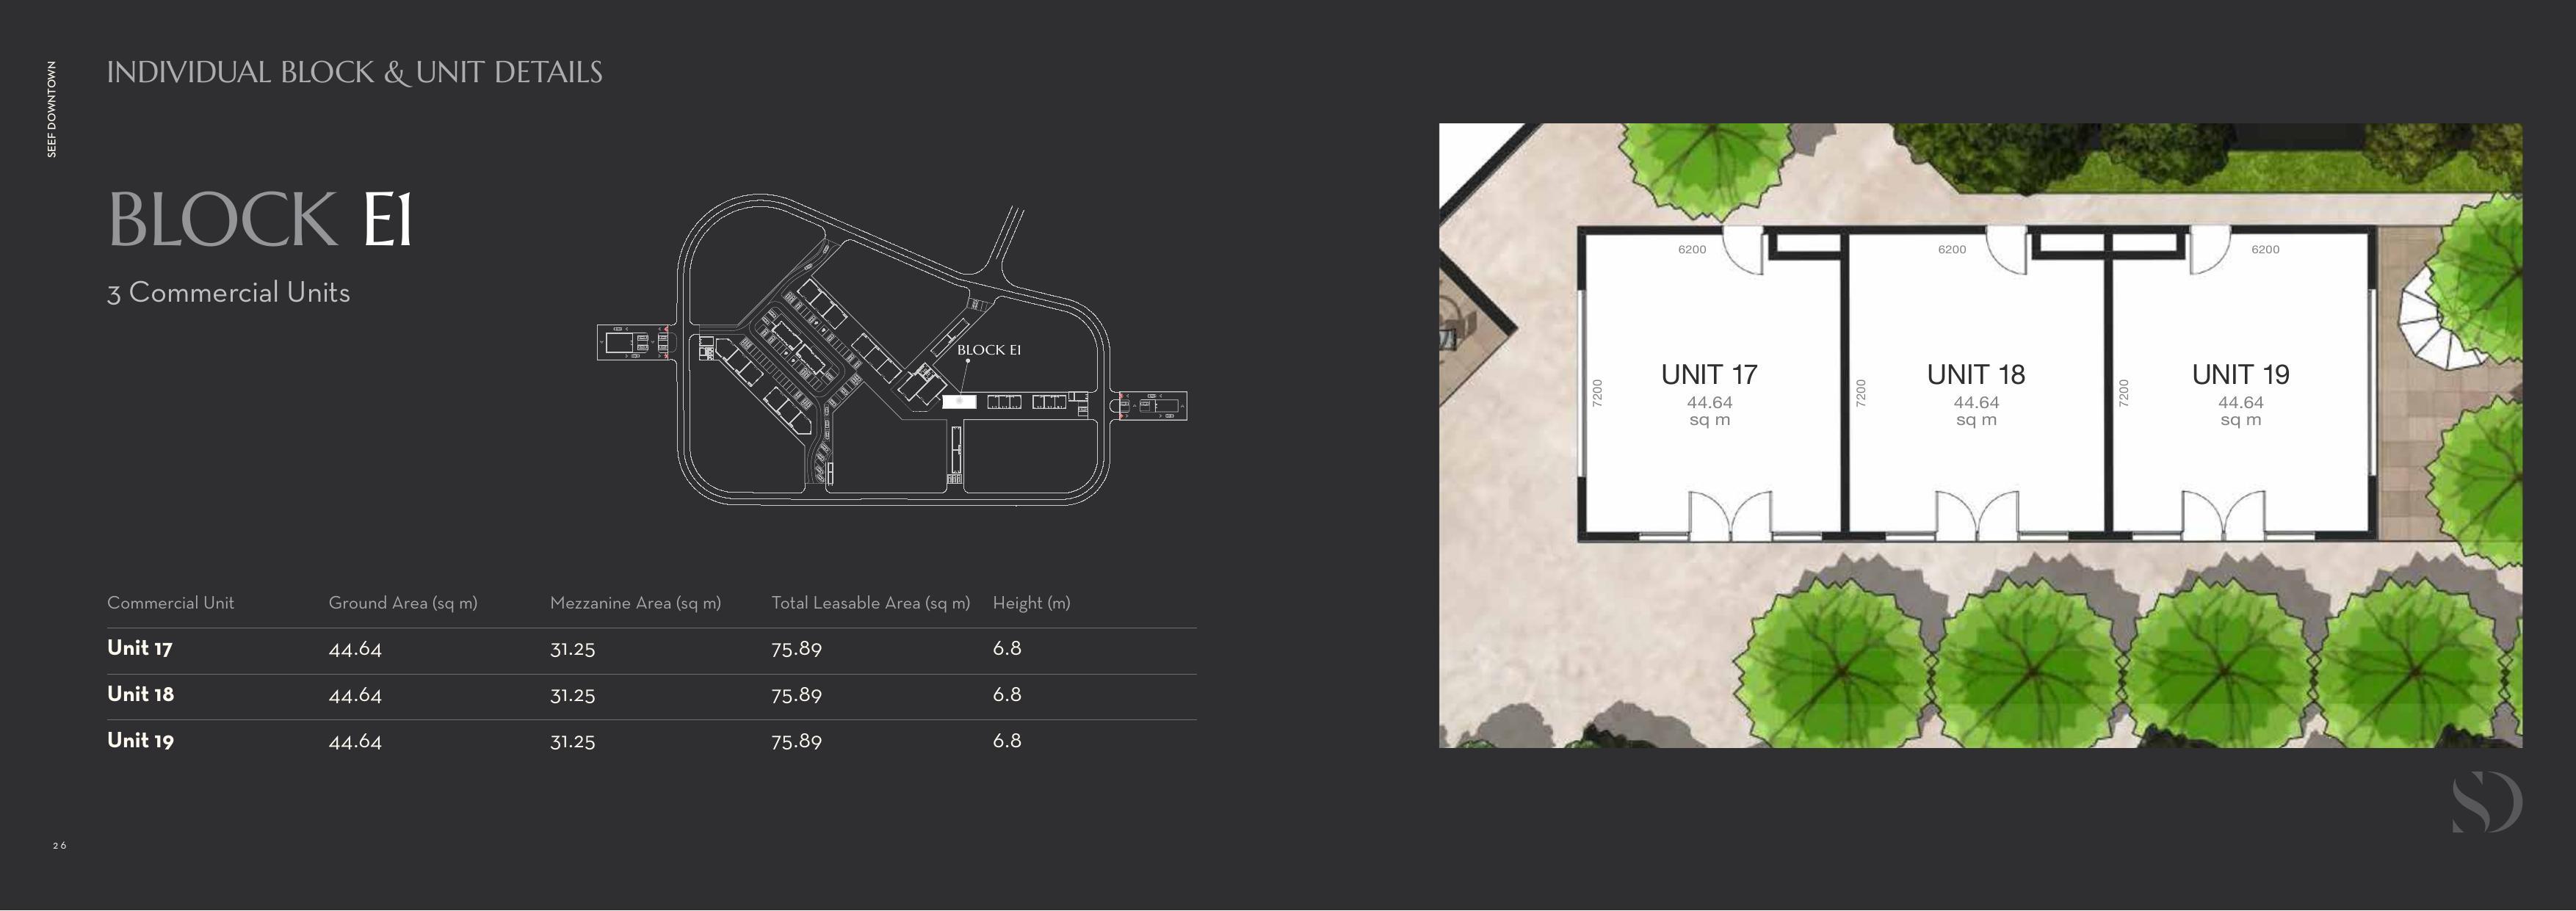 SEEF DOWNTOWN
INDIVIDUAL BLOCK & UNIT DETAILS
BLOCK E1
3 Commercial Units
BLOCK E1
Commercial Unit Ground Area (sq m) Mezzanine Area (sq m) Total Leasable Area (sq m) Height (m)
Unit 17 44.64 31.25 75.89 6.8
Unit 18 44.64 31.25 75.89 6.8
Unit 19 44.64 31.25 75.89 6.8
26
6200 6200 6200
7200 7200 7200
UNIT 17 UNIT 18 UNIT 19
44.64 44.64 44.64
sq m sq m sq m
SD